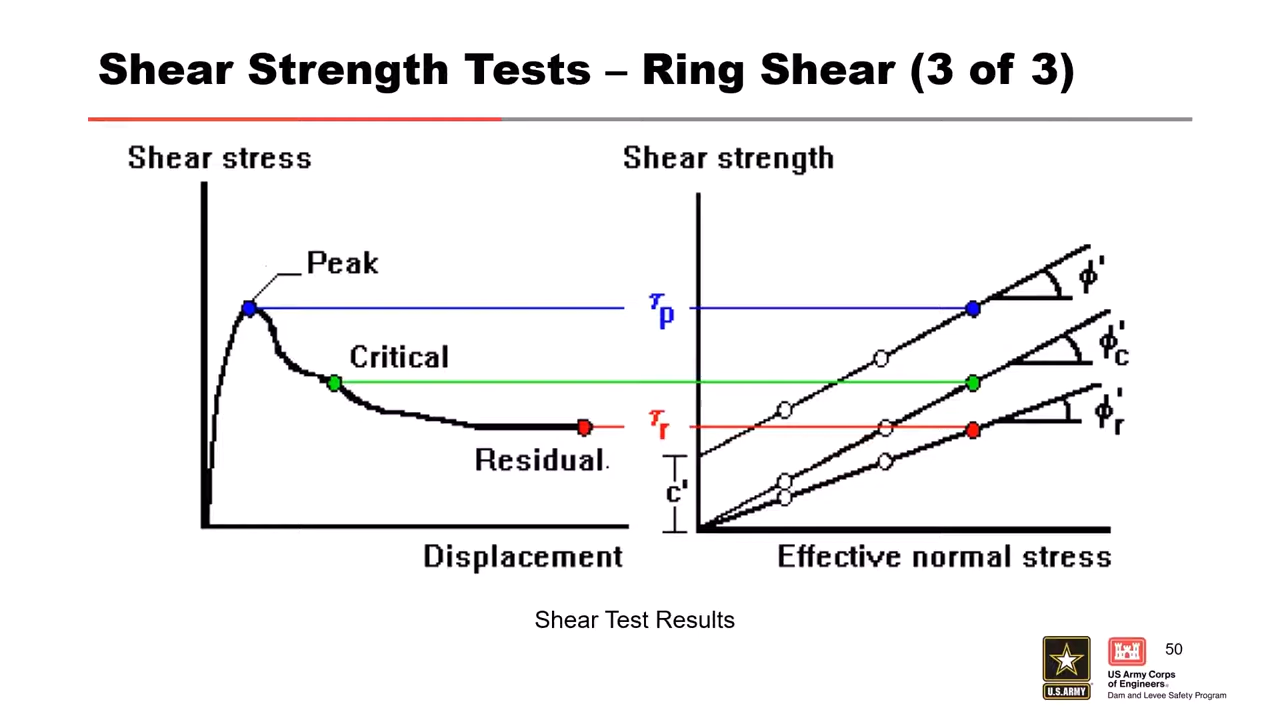 Shear Strength Tests – Ring Shear (3 of 3)
Shear stress
Shear strength
Peak
τp
ϕ'
Critical
ϕ'c
τr
ϕ'r
Residual.
c'
Displacement
Effective normal stress
Shear Test Results
50
U.S.ARMY
US Army Corps
of Engineers®
Dam and Levee Safety Program